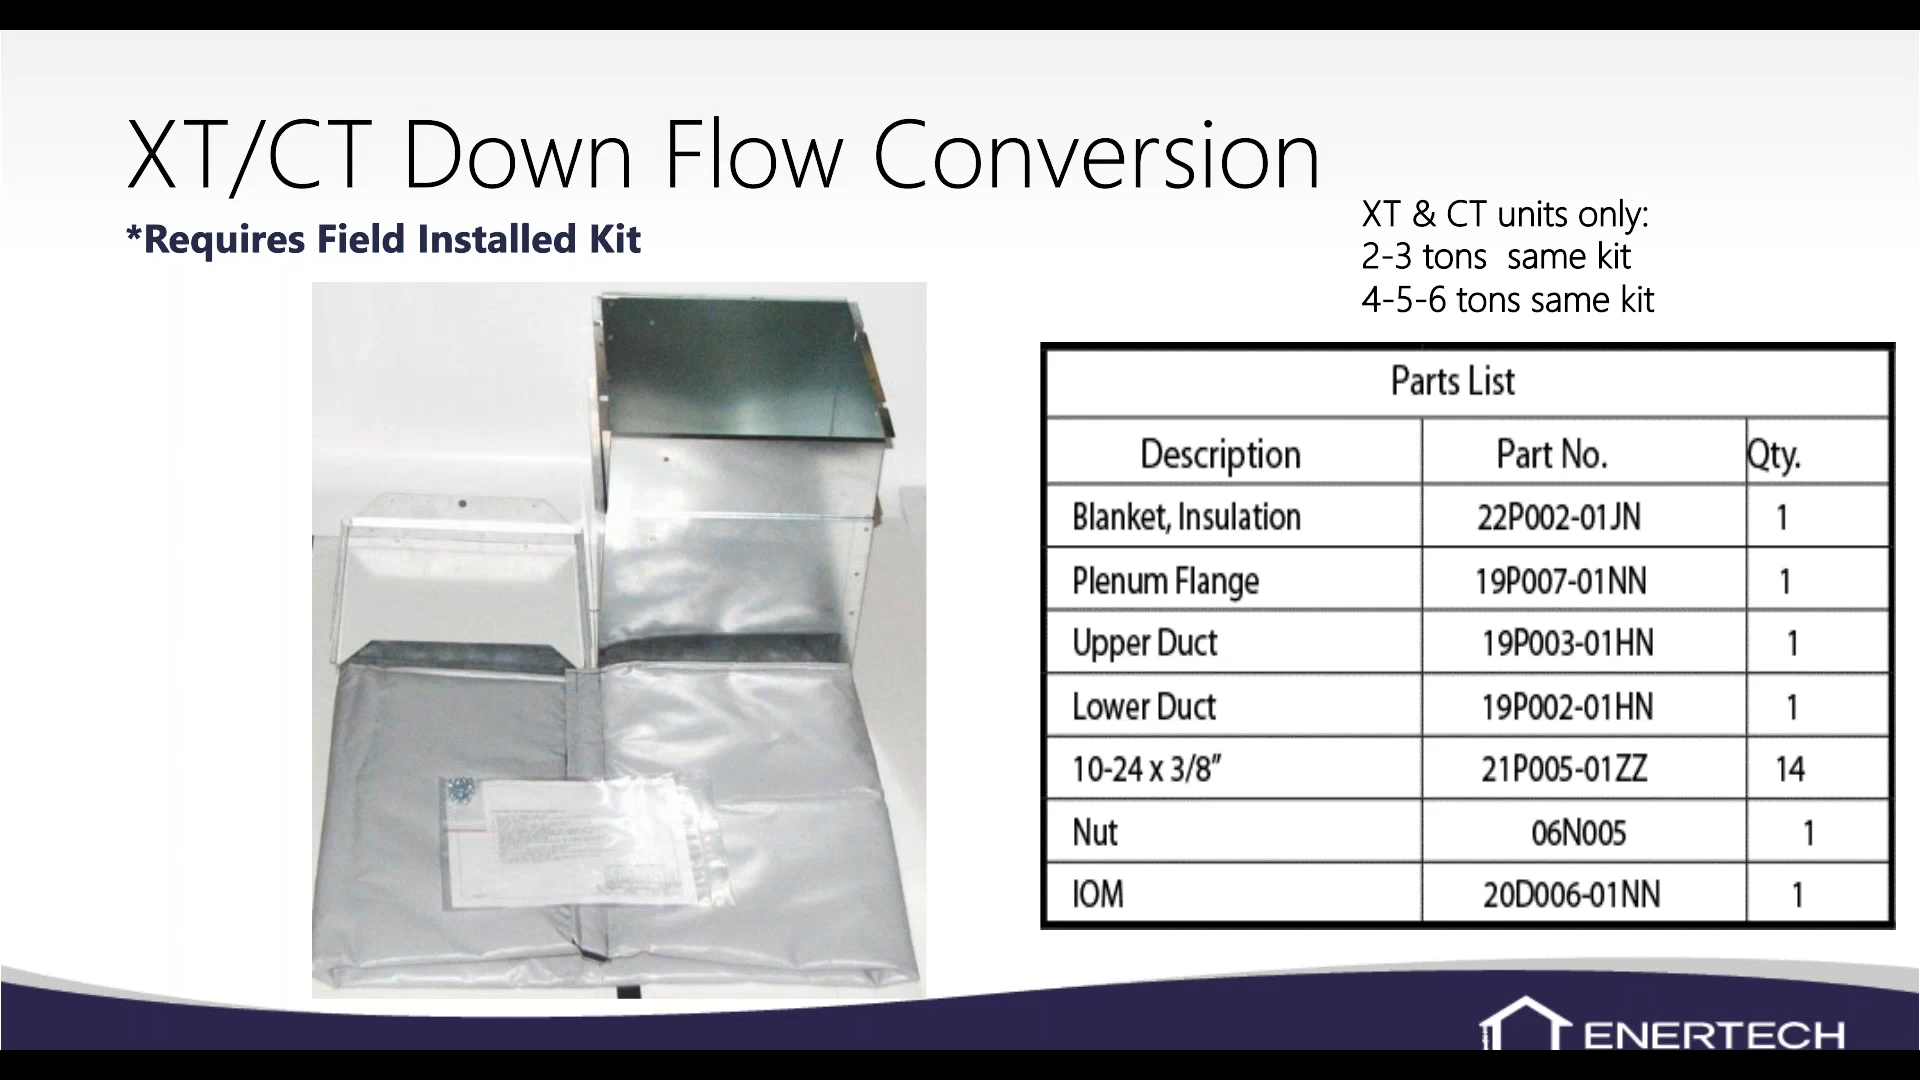 XT/CT Down Flow Conversion
*Requires Field Installed Kit
XT & CT units only:
2-3 tons same kit
4-5-6 tons same kit
Parts List
Description Part No. Qty.
Blanket, Insulation 22P002-01JN 1
Plenum Flange 19P007-01NN 1
Upper Duct 19P003-01HN 1
Lower Duct 19P002-01HN 1
10-24 x 3/8" 21P005-01ZZ 14
Nut 06N005 1
IOM 20D006-01NN 1
ENERTECH